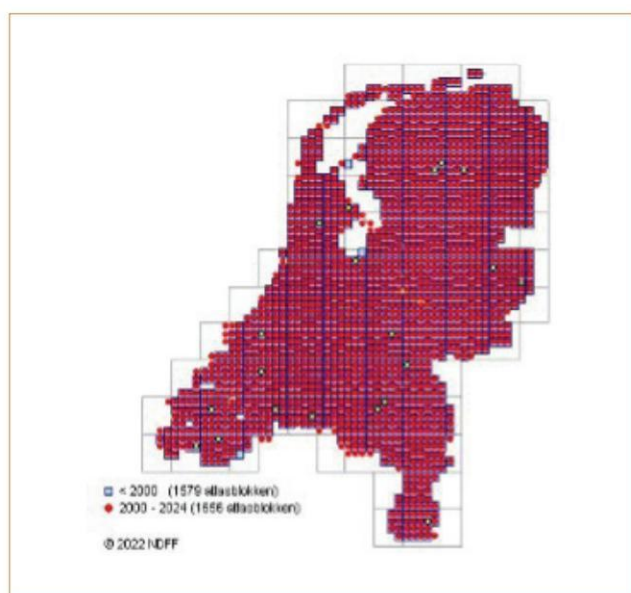 < 2000 (1579 atlasblokken)
2000 - 2024 (1656 atlasblokken)
© 2022 NDFF